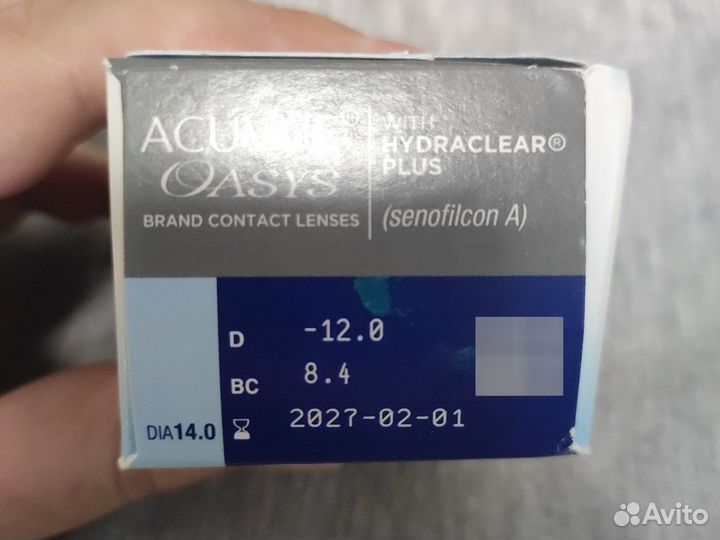 OASYS
BRAND CONTACT LENSES
WITH
HYDRACLEAR®
PLUS
(senofilcon A)
D -12.0
BC 8.4
DIA14.0 2027-02-01
Avito